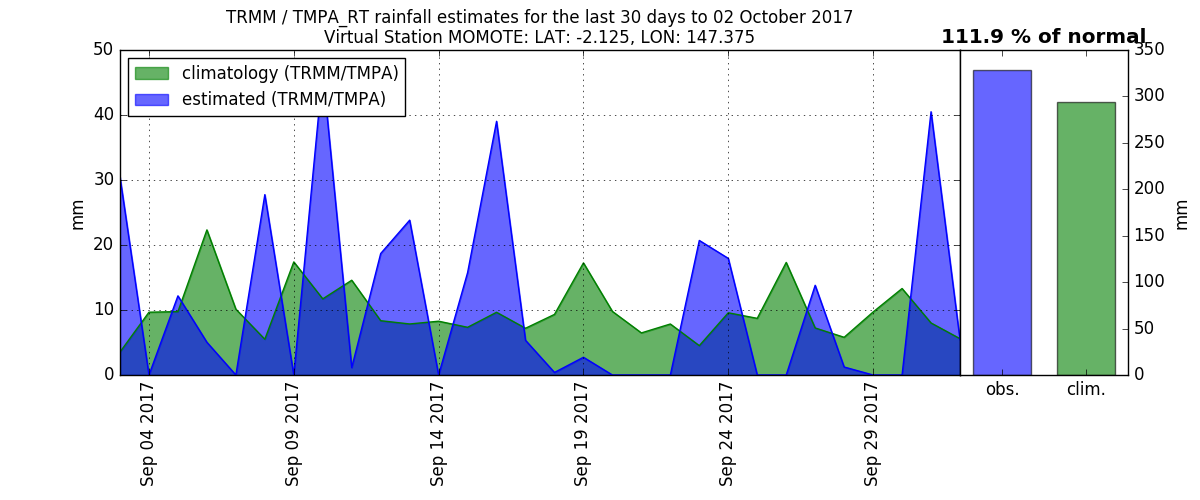 TRMM / TMPA_RT rainfall estimates for the last 30 days to 02 October 2017
Virtual Station MOMOTE: LAT: -2.125, LON: 147.375
111.9 % of normal
climatology (TRMM/TMPA)
estimated (TRMM/TMPA)
50
40
30
20
10
0
mm
Sep 04 2017
Sep 09 2017
Sep 14 2017
Sep 19 2017
Sep 24 2017
Sep 29 2017
obs.
clim.
350
300
250
200
150
100
50
0
mm